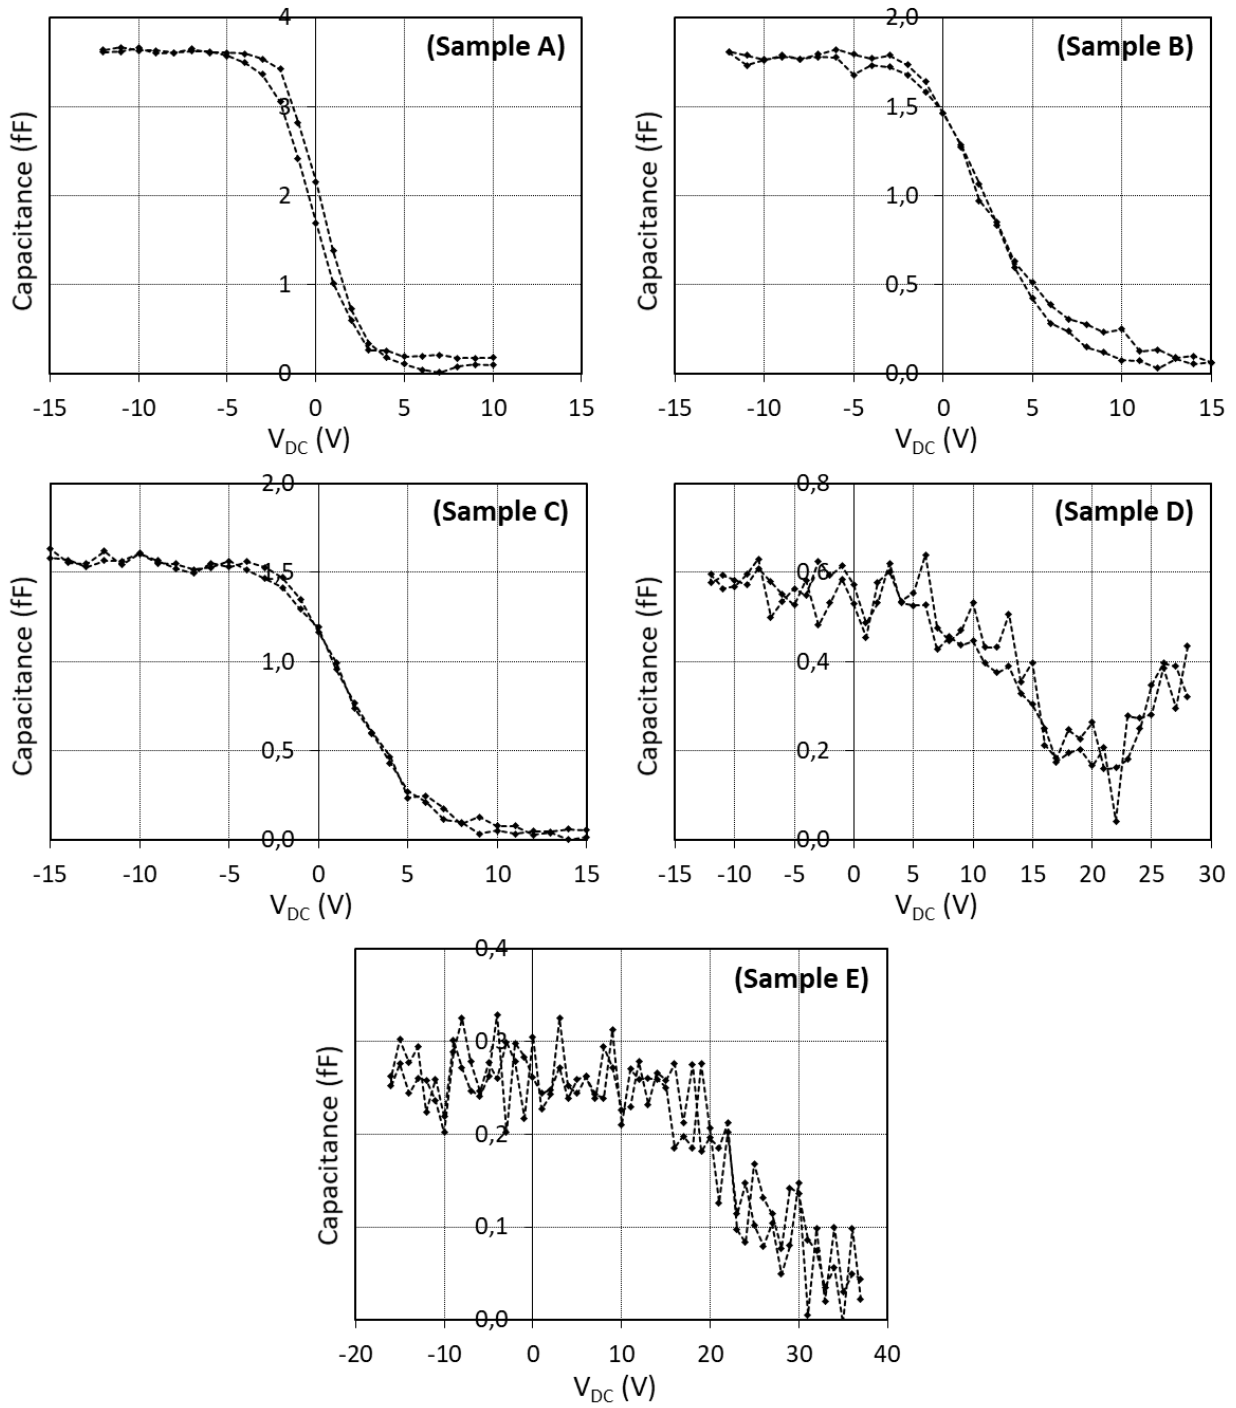 4
(Sample A)
3
2
1
0
Capacitance (fF)
-15 -10 -5 0 5 10 15
V_DC (V)
2,0
(Sample B)
1,5
1,0
0,5
0,0
Capacitance (fF)
-15 -10 -5 0 5 10 15
V_DC (V)
2,0
(Sample C)
1,5
1,0
0,5
0,0
Capacitance (fF)
-15 -10 -5 0 5 10 15
V_DC (V)
0,8
(Sample D)
0,6
0,4
0,2
0,0
Capacitance (fF)
-15 -10 -5 0 5 10 15 20 25 30
V_DC (V)
0,4
(Sample E)
0,3
0,2
0,1
0,0
Capacitance (fF)
-20 -10 0 10 20 30 40
V_DC (V)